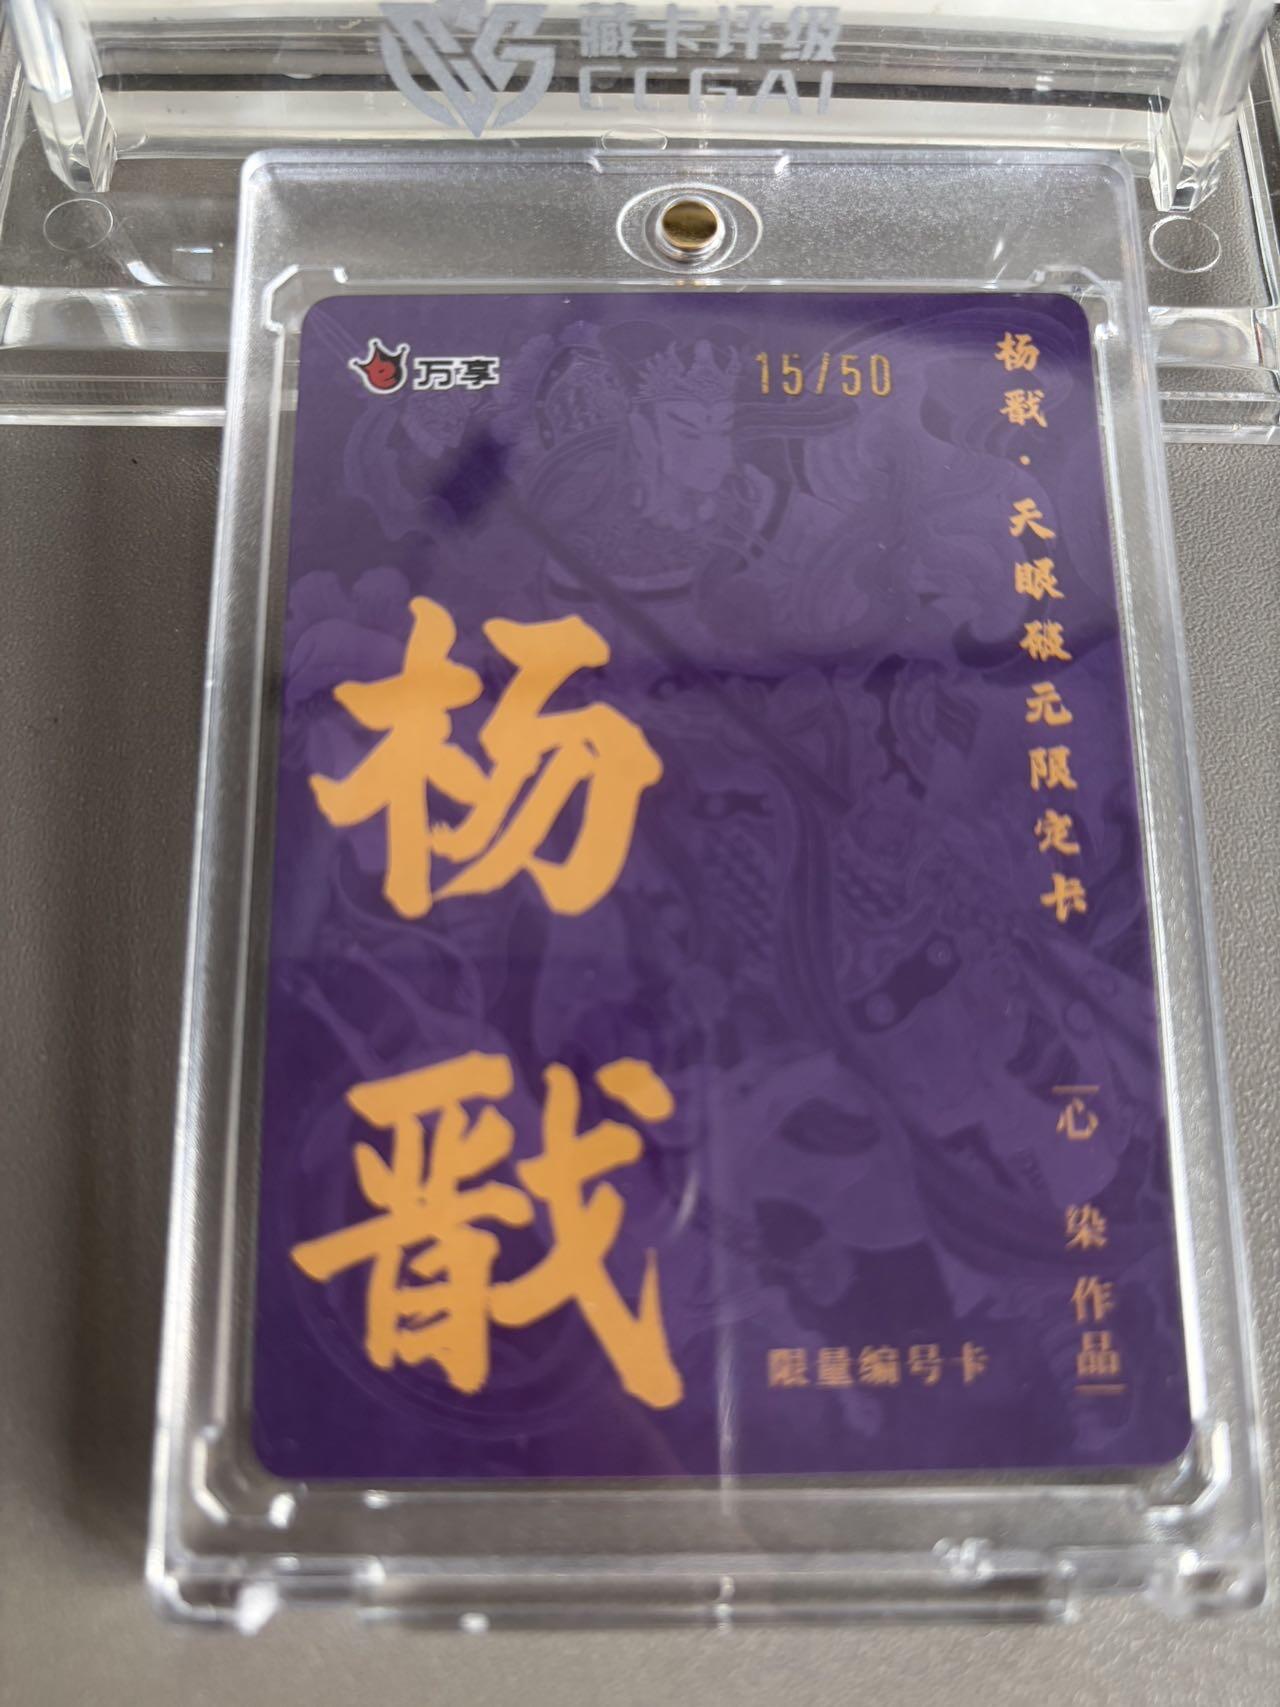 藏卡评级
CCGAI
万享
15/50
杨戬·天眼破元限定卡
杨戬
心染作品
限量编号卡